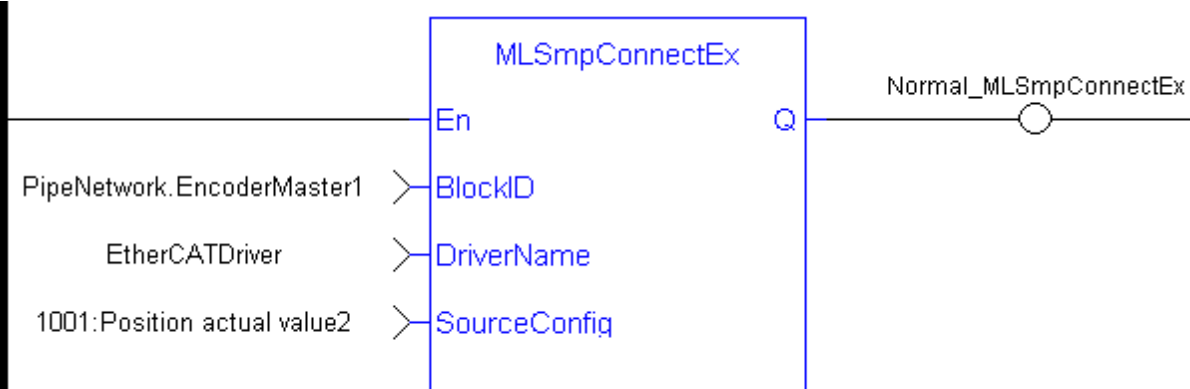 MLSmpConnectEx
Normal_MLSmpConnectEx
En
Q
PipeNetwork.EncoderMaster1
BlockID
EtherCATDriver
DriverName
1001:Position actual value2
SourceConfig